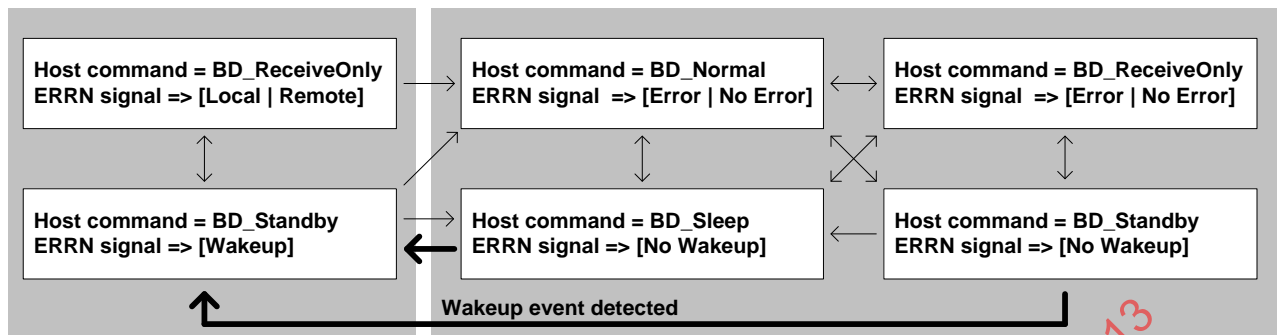 Host command = BD_ReceiveOnly
ERRN signal => [Local | Remote]
Host command = BD_Normal
ERRN signal => [Error | No Error]
Host command = BD_ReceiveOnly
ERRN signal => [Error | No Error]
Host command = BD_Standby
ERRN signal => [Wakeup]
Host command = BD_Sleep
ERRN signal => [No Wakeup]
Host command = BD_Standby
ERRN signal => [No Wakeup]
Wakeup event detected
13